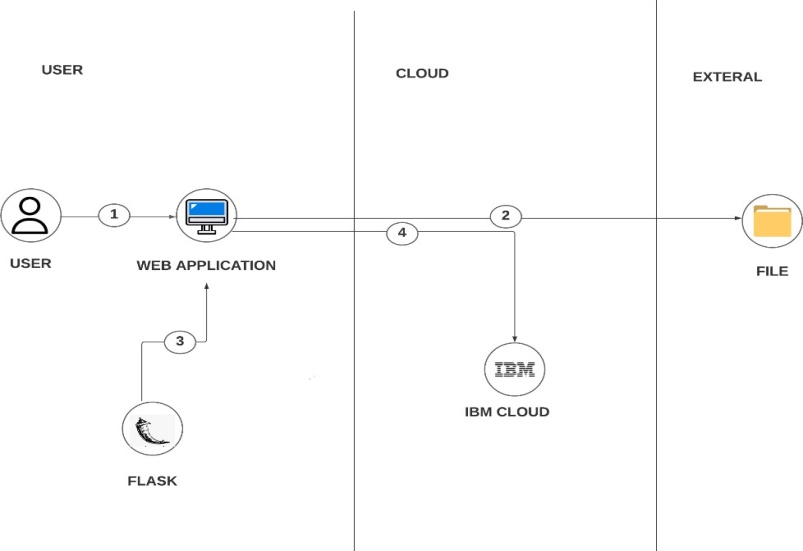 USER
CLOUD
EXTERAL
1
2
4
USER
WEB APPLICATION
FILE
3
IBM
IBM CLOUD
FLASK